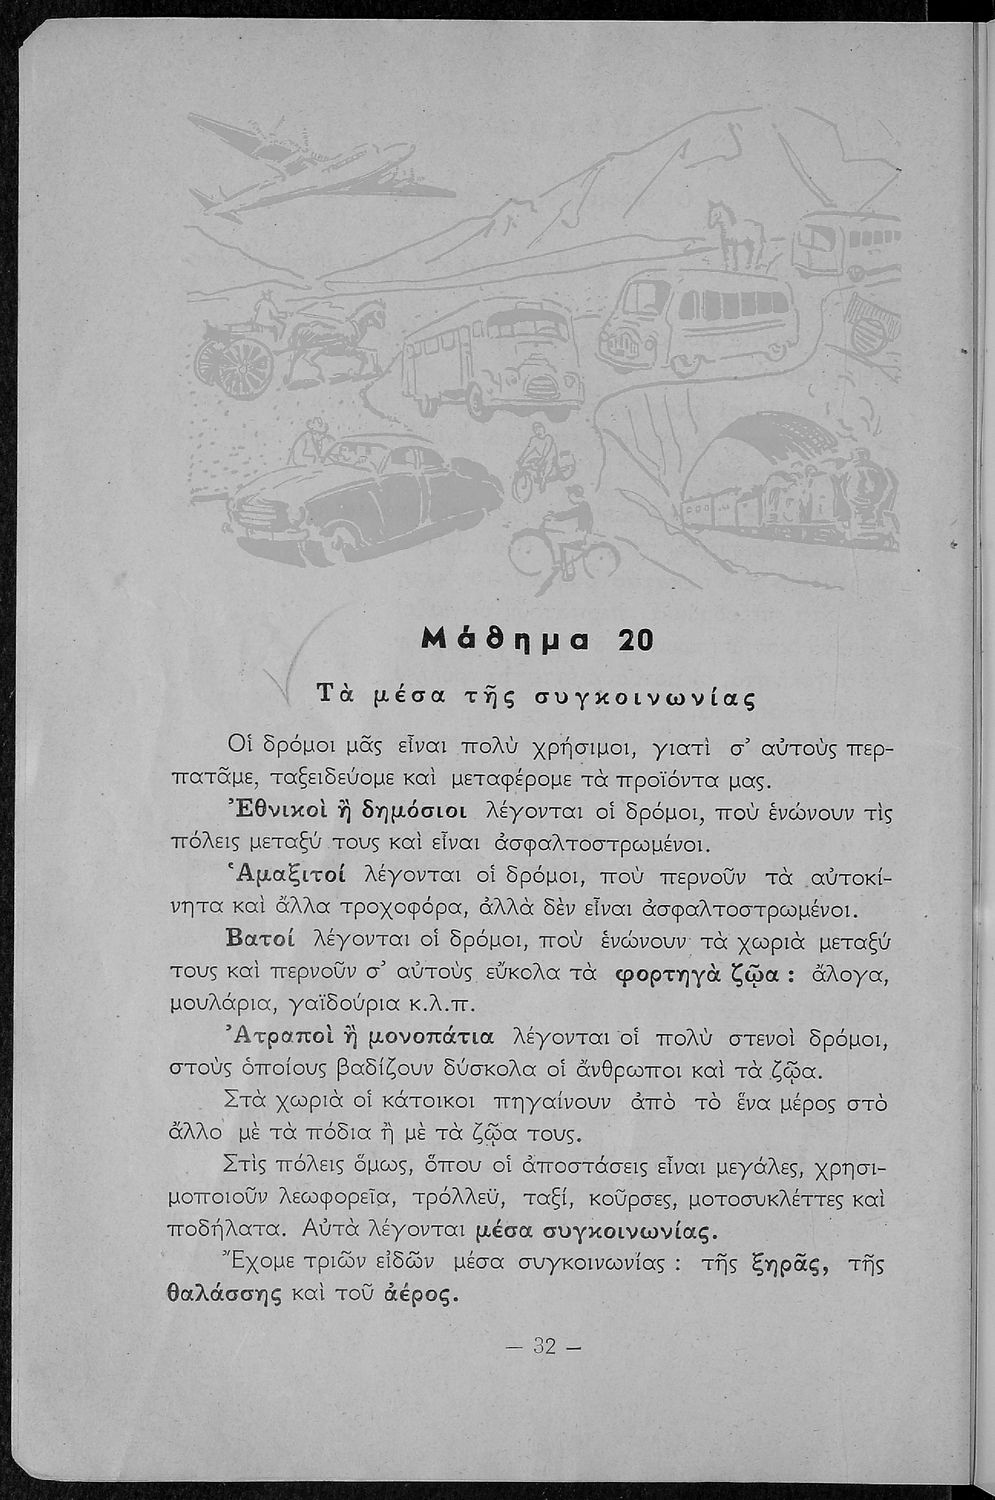 Μάθημα 20
Τὰ μέσα τῆς συγκοινωνίας
Οἱ δρόμοι μᾶς εἶναι πολὺ χρήσιμοι, γιατὶ σ’ αὐτοὺς περ-
πατᾶμε, ταξειδεύομε καὶ μεταφέρομε τὰ προϊόντα μας.
Ἐθνικοὶ ἢ δημόσιοι λέγονται οἱ δρόμοι, ποὺ ἑνώνουν τὶς
πόλεις μεταξύ τους καὶ εἶναι ἀσφαλτοστρωμένοι.
Ἁμαξιτοί λέγονται οἱ δρόμοι, ποὺ περνοῦν τὰ αὐτοκί-
νητα καὶ ἄλλα τροχοφόρα, ἀλλὰ δὲν εἶναι ἀσφαλτοστρωμένοι.
Βατοί λέγονται οἱ δρόμοι, ποὺ ἑνώνουν τὰ χωριὰ μεταξύ
τους καὶ περνοῦν σ’ αὐτοὺς εὔκολα τὰ φορτηγὰ ζῷα : ἄλογα,
μουλάρια, γαϊδούρια κ.λ.π.
Ἀτραποὶ ἢ μονοπάτια λέγονται οἱ πολὺ στενοὶ δρόμοι,
στοὺς ὁποίους βαδίζουν δύσκολα οἱ ἄνθρωποι καὶ τὰ ζῷα.
Στὰ χωριὰ οἱ κάτοικοι πηγαίνουν ἀπὸ τὸ ἕνα μέρος στὸ
ἄλλο μὲ τὰ πόδια ἢ μὲ τὰ ζῷα τους.
Στὶς πόλεις ὅμως, ὅπου οἱ ἀποστάσεις εἶναι μεγάλες, χρησι-
μοποιοῦν λεωφορεῖα, τρόλλεϋ, ταξί, κοῦρσες, μοτοσυκλέττες καὶ
ποδήλατα. Αὐτὰ λέγονται μέσα συγκοινωνίας.
Ἔχομε τριῶν εἰδῶν μέσα συγκοινωνίας : τῆς ξηρᾶς, τῆς
θαλάσσης καὶ τοῦ ἀέρος.
— 32 —